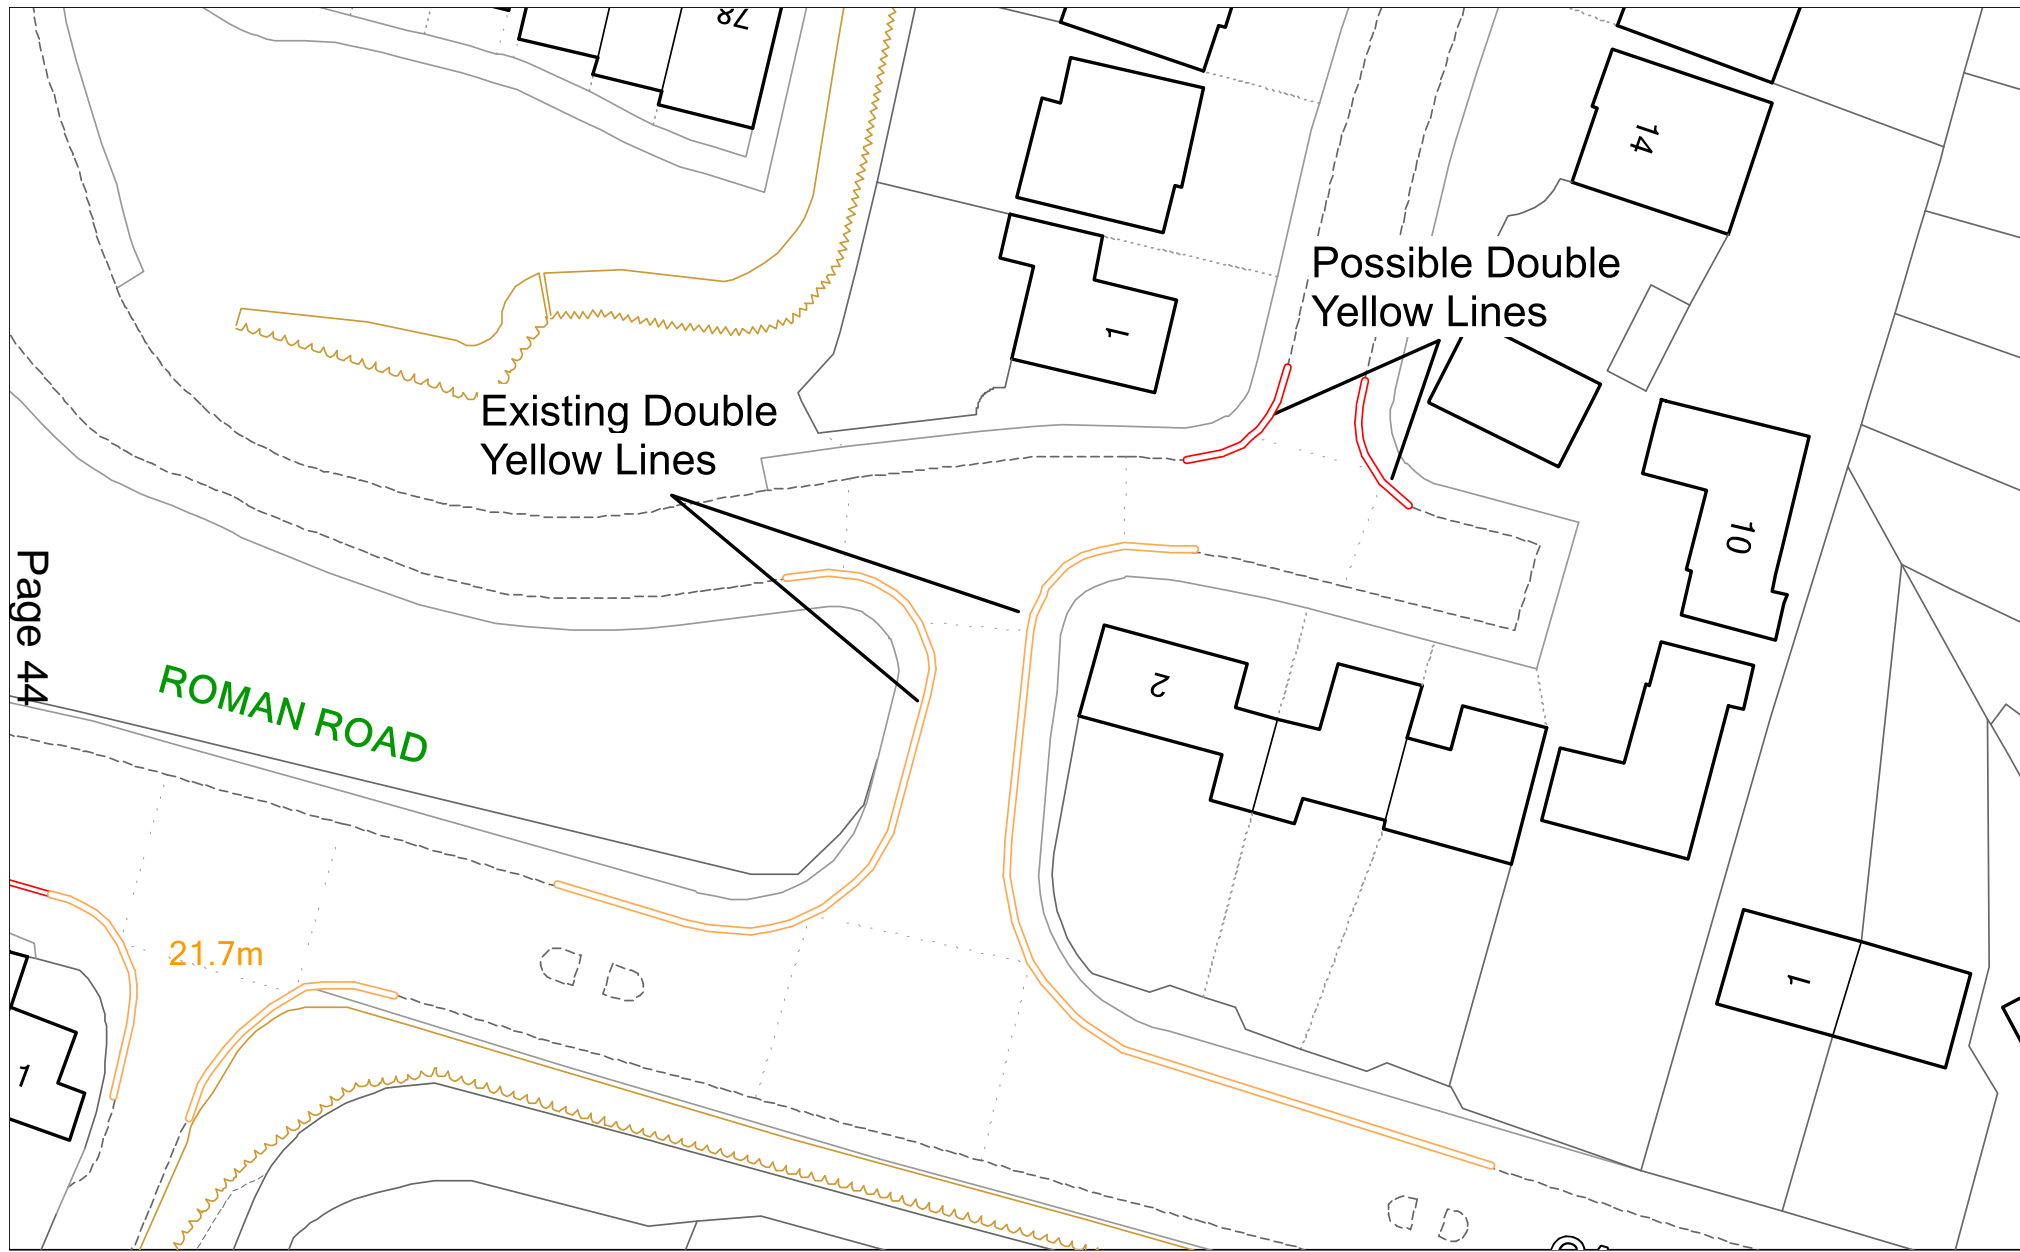 78
14
Possible Double
Yellow Lines
1
Existing Double
Yellow Lines
10
Page 44
ROMAN ROAD
2
21.7m
1
1